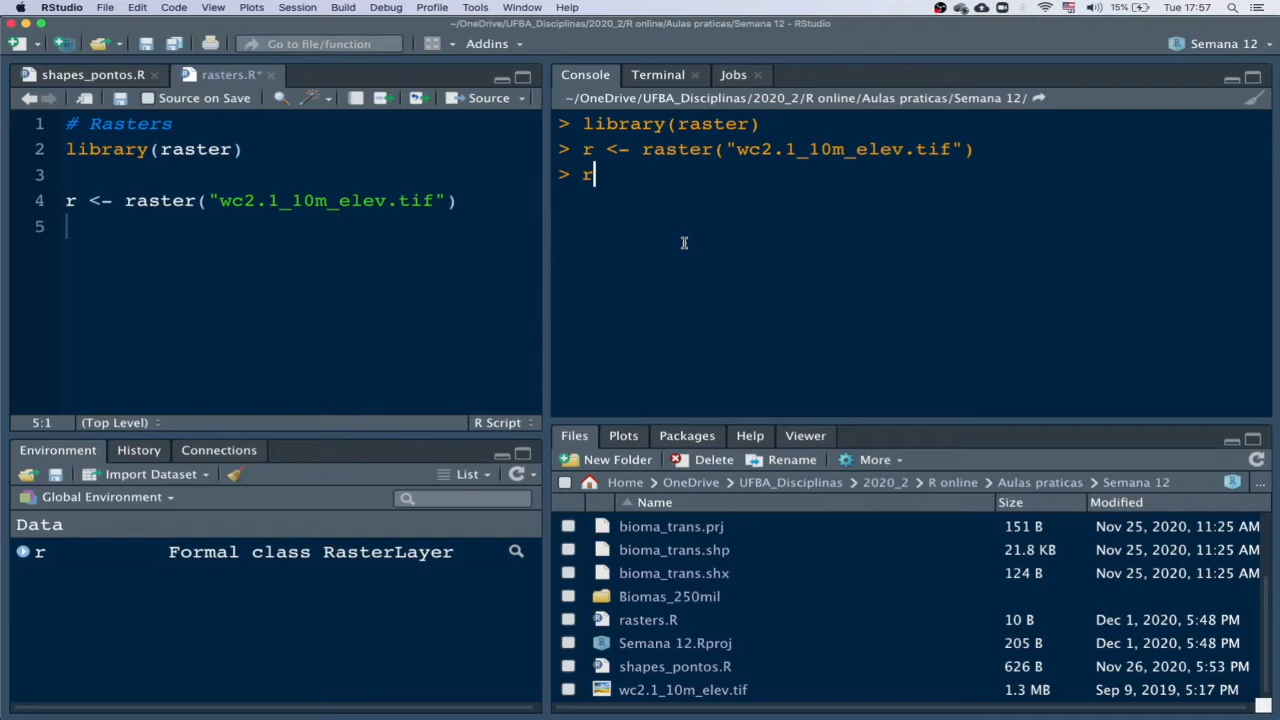 RStudio File Edit Code View Plots Session Build Debug Profile Tools Window Help 15% Tue 17:57
~/OneDrive/UFBA_Disciplinas/2020_2/R online/Aulas praticas/Semana 12 - RStudio
Go to file/function Addins Semana 12
shapes_pontos.R rasters.R*
Source on Save Source
1 # Rasters
2 library(raster)
3
4 r <- raster("wc2.1_10m_elev.tif")
5
5:1 (Top Level) R Script
Console Terminal Jobs
~/OneDrive/UFBA_Disciplinas/2020_2/R online/Aulas praticas/Semana 12/
> library(raster)
> r <- raster("wc2.1_10m_elev.tif")
> r
Environment History Connections
Import Dataset List
Global Environment
Data
r Formal class RasterLayer
Files Plots Packages Help Viewer
New Folder Delete Rename More
Home OneDrive UFBA_Disciplinas 2020_2 R online Aulas praticas Semana 12 ...
Name Size Modified
bioma_trans.prj 151 B Nov 25, 2020, 11:25 AM
bioma_trans.shp 21.8 KB Nov 25, 2020, 11:25 AM
bioma_trans.shx 124 B Nov 25, 2020, 11:25 AM
Biomas_250mil
rasters.R 10 B Dec 1, 2020, 5:48 PM
Semana 12.Rproj 205 B Dec 1, 2020, 5:48 PM
shapes_pontos.R 626 B Nov 26, 2020, 5:53 PM
wc2.1_10m_elev.tif 1.3 MB Sep 9, 2019, 5:17 PM